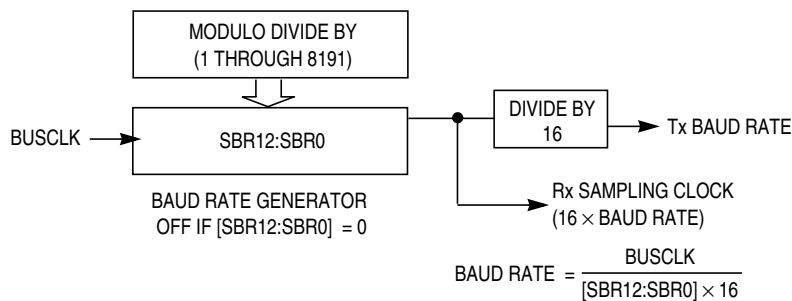 MODULO DIVIDE BY
(1 THROUGH 8191)
BUSCLK
SBR12:SBR0
DIVIDE BY
16
Tx BAUD RATE
BAUD RATE GENERATOR
OFF IF [SBR12:SBR0] = 0
Rx SAMPLING CLOCK
(16 × BAUD RATE)
BAUD RATE =
BUSCLK
[SBR12:SBR0] × 16